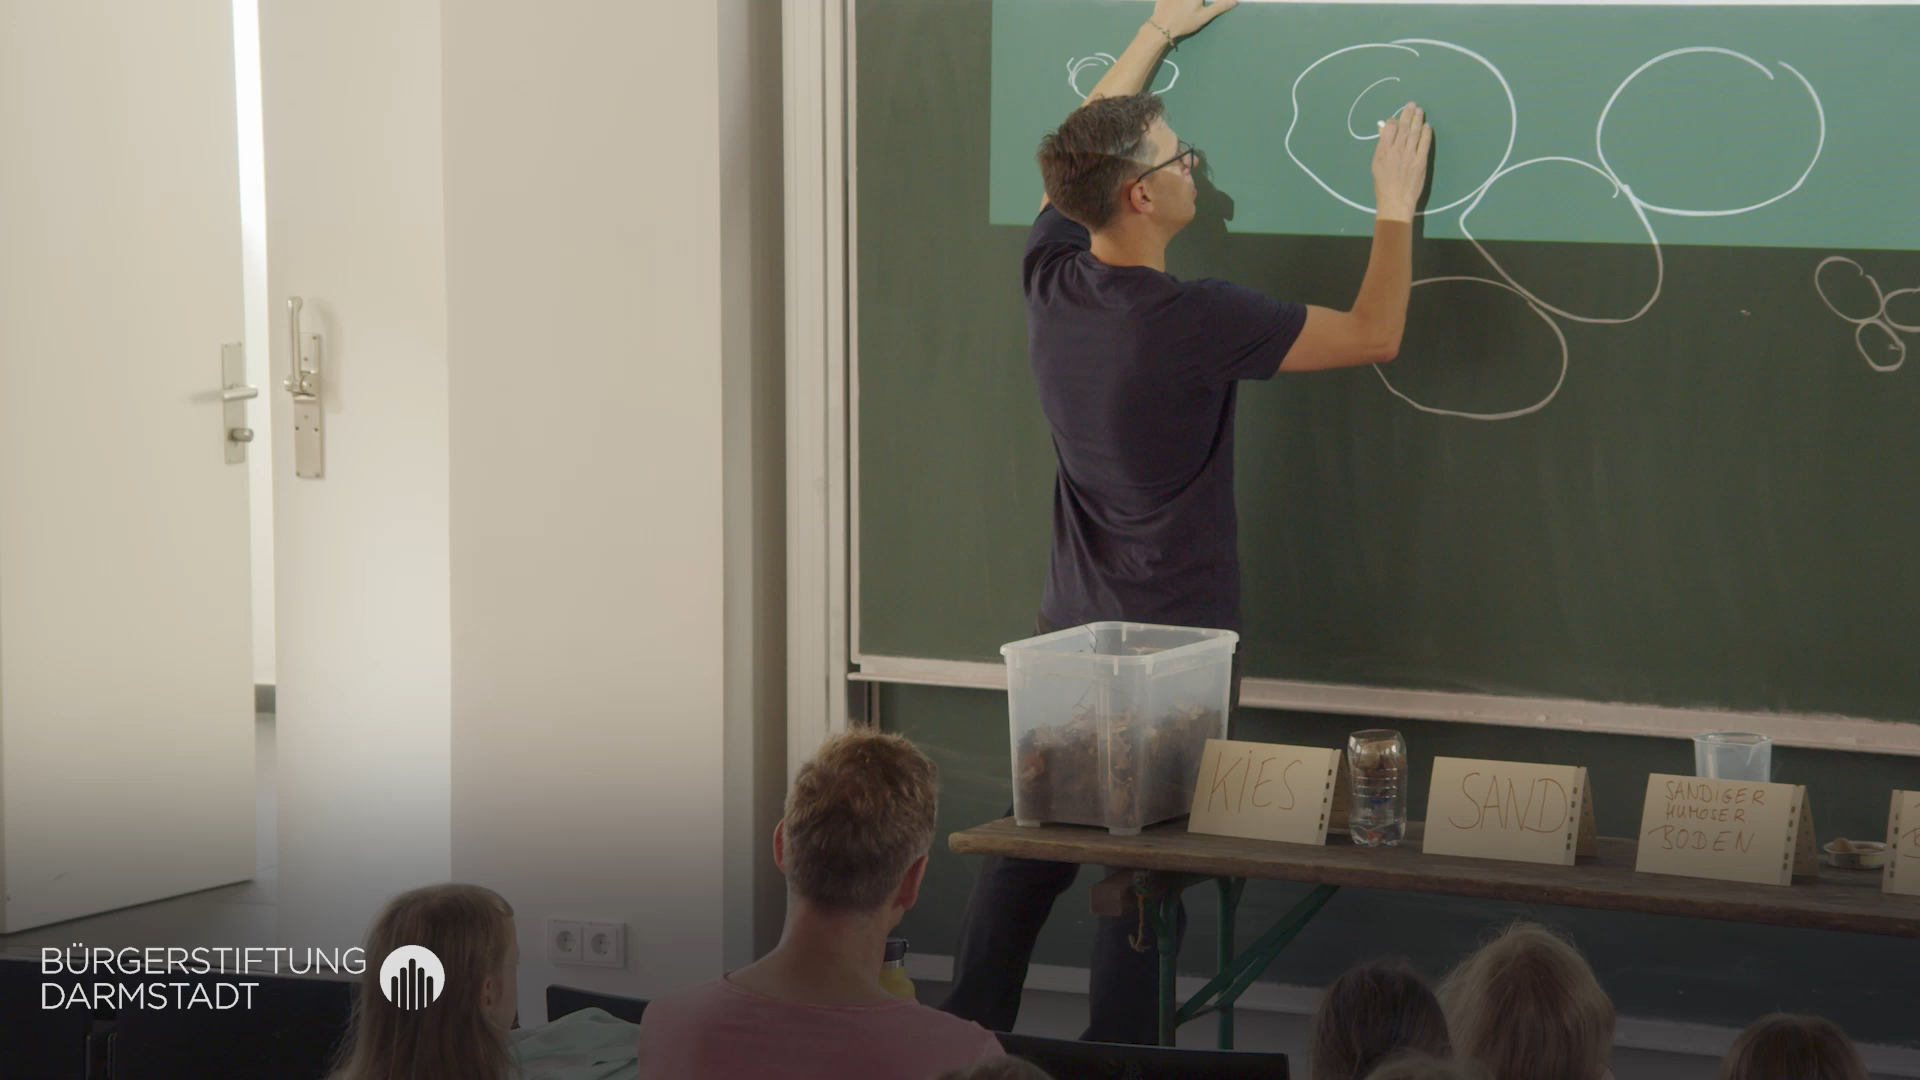 KIES
SAND
SANDIGER
HUMOSER
BODEN
BÜRGERSTIFTUNG
DARMSTADT